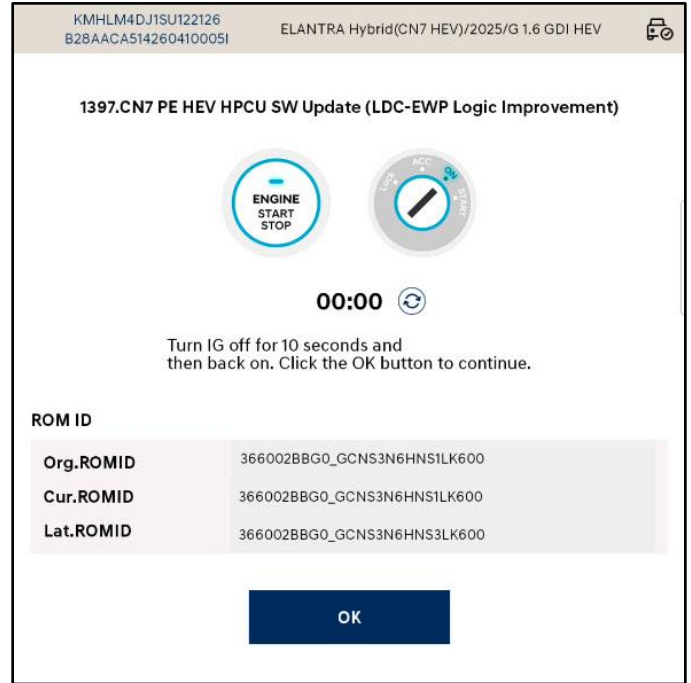 KMHLM4DJ1SU122126
B28AACA514260410005I
ELANTRA Hybrid(CN7 HEV)/2025/G 1.6 GDI HEV
1397.CN7 PE HEV HPCU SW Update (LDC-EWP Logic Improvement)
ENGINE
START
STOP
LOCK
ACC
ON
START
00:00
Turn IG off for 10 seconds and
then back on. Click the OK button to continue.
ROM ID
Org.ROMID 366002BBG0_GCNS3N6HNS1LK600
Cur.ROMID 366002BBG0_GCNS3N6HNS1LK600
Lat.ROMID 366002BBG0_GCNS3N6HNS3LK600
OK